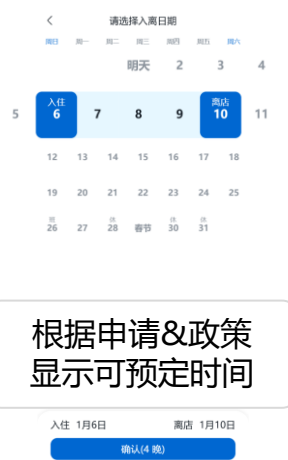 请选择入离日期
周日 周一 周二 周三 周四 周五 周六
明天 2 3 4
入住 离店
5 6 7 8 9 10 11
12 13 14 15 16 17 18
19 20 21 22 23 24 25
班 休 休 休
26 27 28 春节 30 31
根据申请&政策
显示可预定时间
入住 1月6日 离店 1月10日
确认(4 晚)